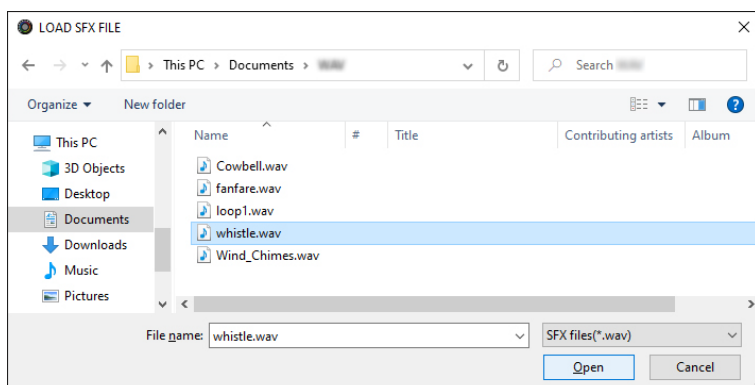 LOAD SFX FILE
This PC > Documents >
Search
Organize New folder
This PC
3D Objects
Desktop
Documents
Downloads
Music
Pictures
Name # Title Contributing artists Album
Cowbell.wav
fanfare.wav
loop1.wav
whistle.wav
Wind_Chimes.wav
File name: whistle.wav SFX files(*.wav)
Open Cancel